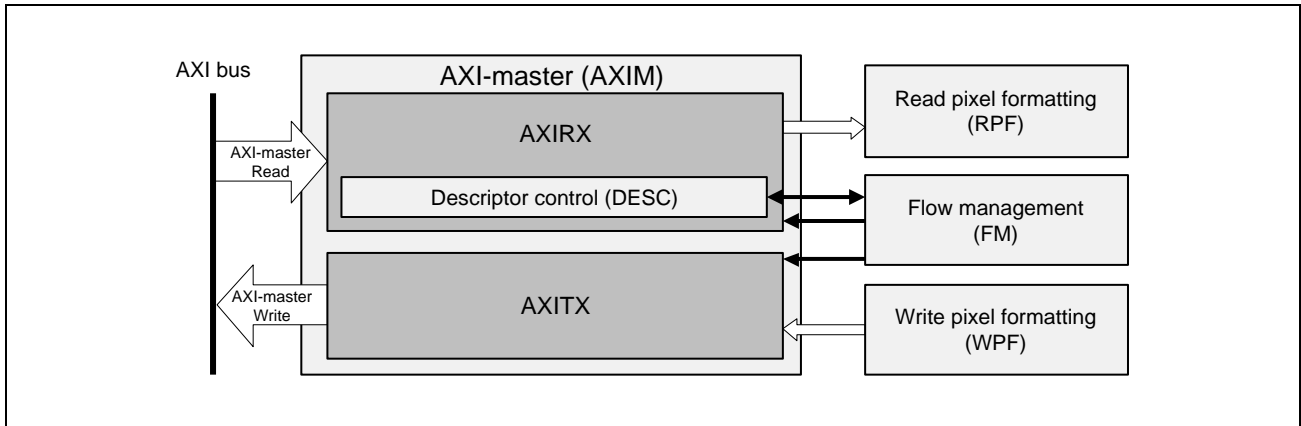 AXI bus
AXI-master (AXIM)
AXIRX
AXI-master
Read
Descriptor control (DESC)
AXITX
AXI-master
Write
Read pixel formatting
(RPF)
Flow management
(FM)
Write pixel formatting
(WPF)